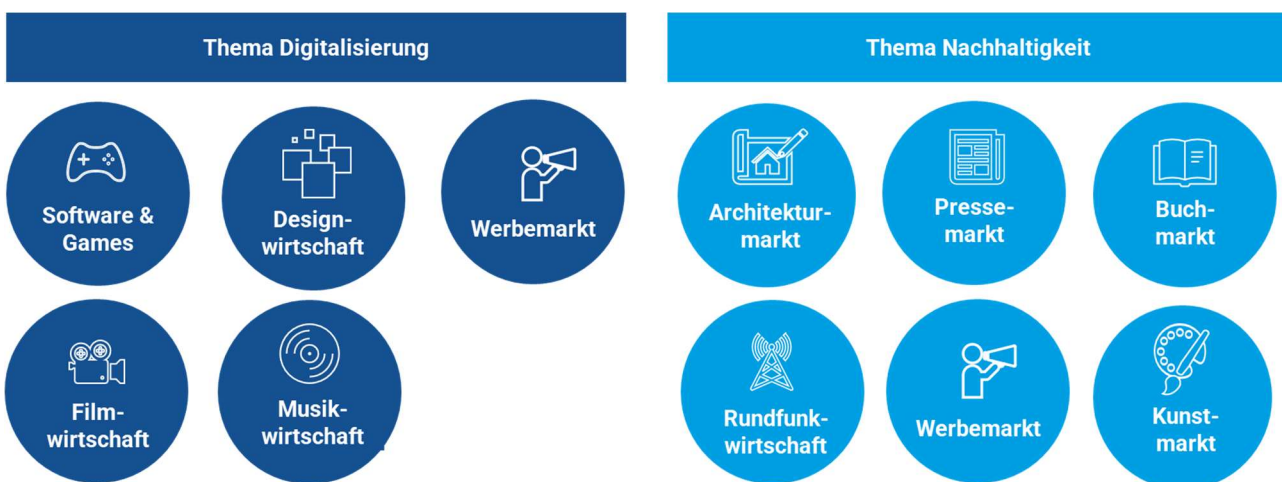 Thema Digitalisierung
Software &
Games
Design-
wirtschaft
Werbemarkt
Film-
wirtschaft
Musik-
wirtschaft
Thema Nachhaltigkeit
Architektur-
markt
Presse-
markt
Buch-
markt
Rundfunk-
wirtschaft
Werbemarkt
Kunst-
markt